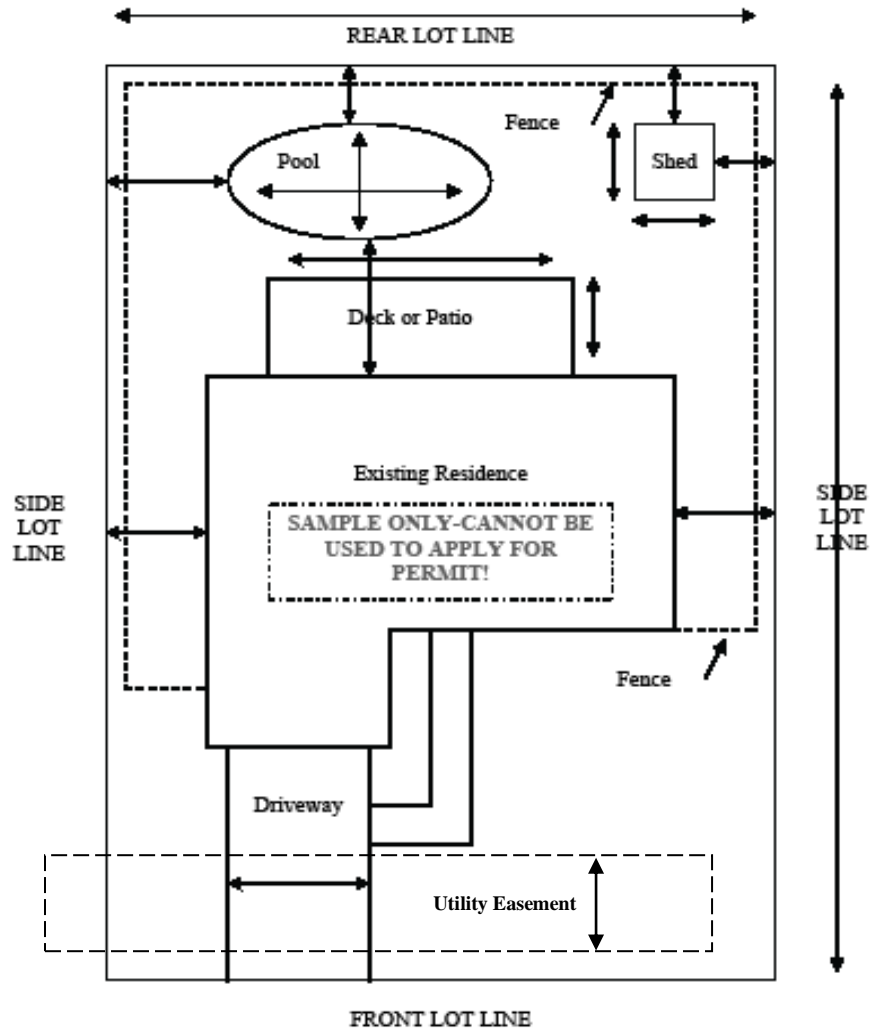 REAR LOT LINE
Fence
Pool
Shed
Deck or Patio
Existing Residence
SIDE
LOT
LINE
SAMPLE ONLY-CANNOT BE
USED TO APPLY FOR
PERMIT!
SIDE
LOT
LINE
Fence
Driveway
Utility Easement
FRONT LOT LINE